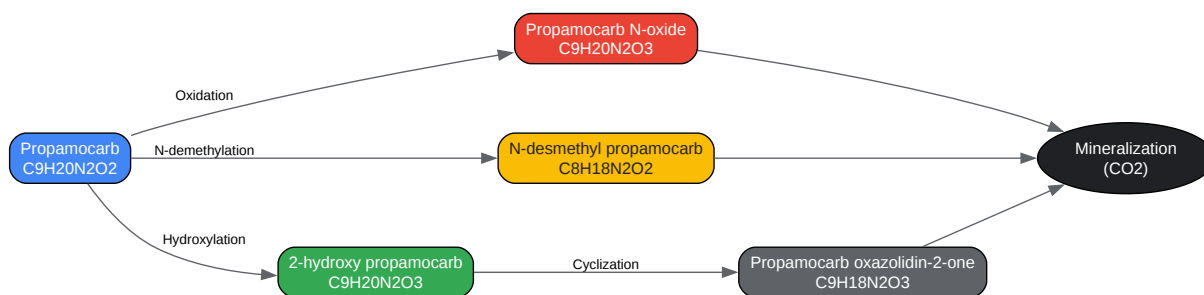 Propamocarb N-oxide
C9H20N2O3
Oxidation
Propamocarb
C9H20N2O2
N-demethylation
N-desmethyl propamocarb
C8H18N2O2
Mineralization
(CO2)
Hydroxylation
2-hydroxy propamocarb
C9H20N2O3
Cyclization
Propamocarb oxazolidin-2-one
C9H18N2O3